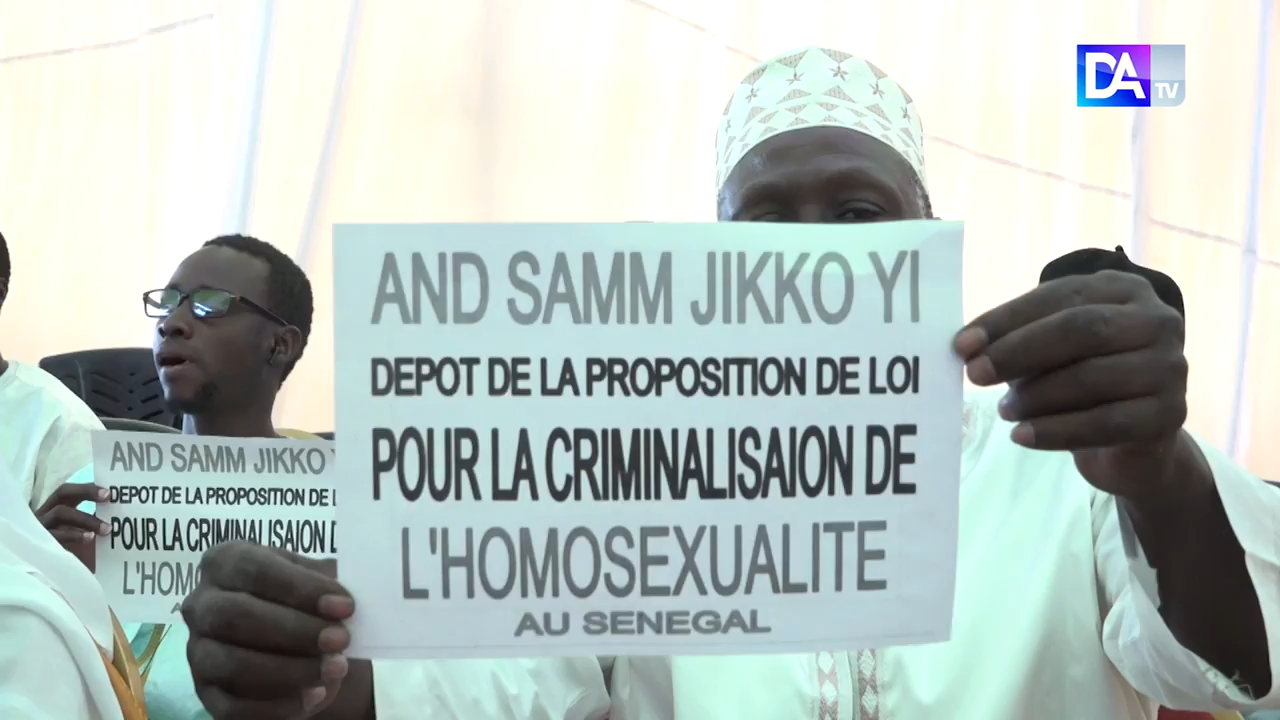 DA TV
AND SAMM JIKKO YI
DEPOT DE LA PROPOSITION DE LOI
POUR LA CRIMINALISAION DE
L'HOMOSEXUALITE
AU SENEGAL
AND SAMM JIKKO
DEPOT DE LA PROPOSITION DE
POUR LA CRIMINALISAION
L'HOMO